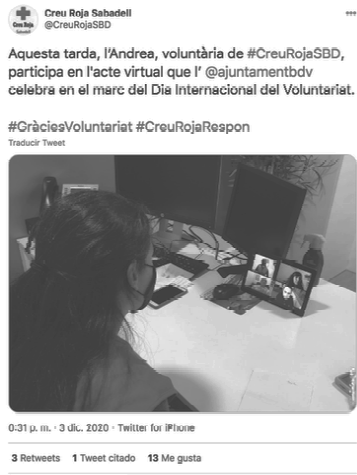 Creu Roja Sabadell
@CreuRojaSBD
Aquesta tarda, l'Andrea, voluntària de #CreuRojaSBD,
participa en l'acte virtual que l' @ajuntamentbdv
celebra en el marc del Dia Internacional del Voluntariat.
#GràciesVoluntariat #CreuRojaRespon
Traducir Tweet
0:31 p. m. · 3 dic. 2020 · Twitter for iPhone
3 Retweets 1 Tweet citado 13 Me gusta